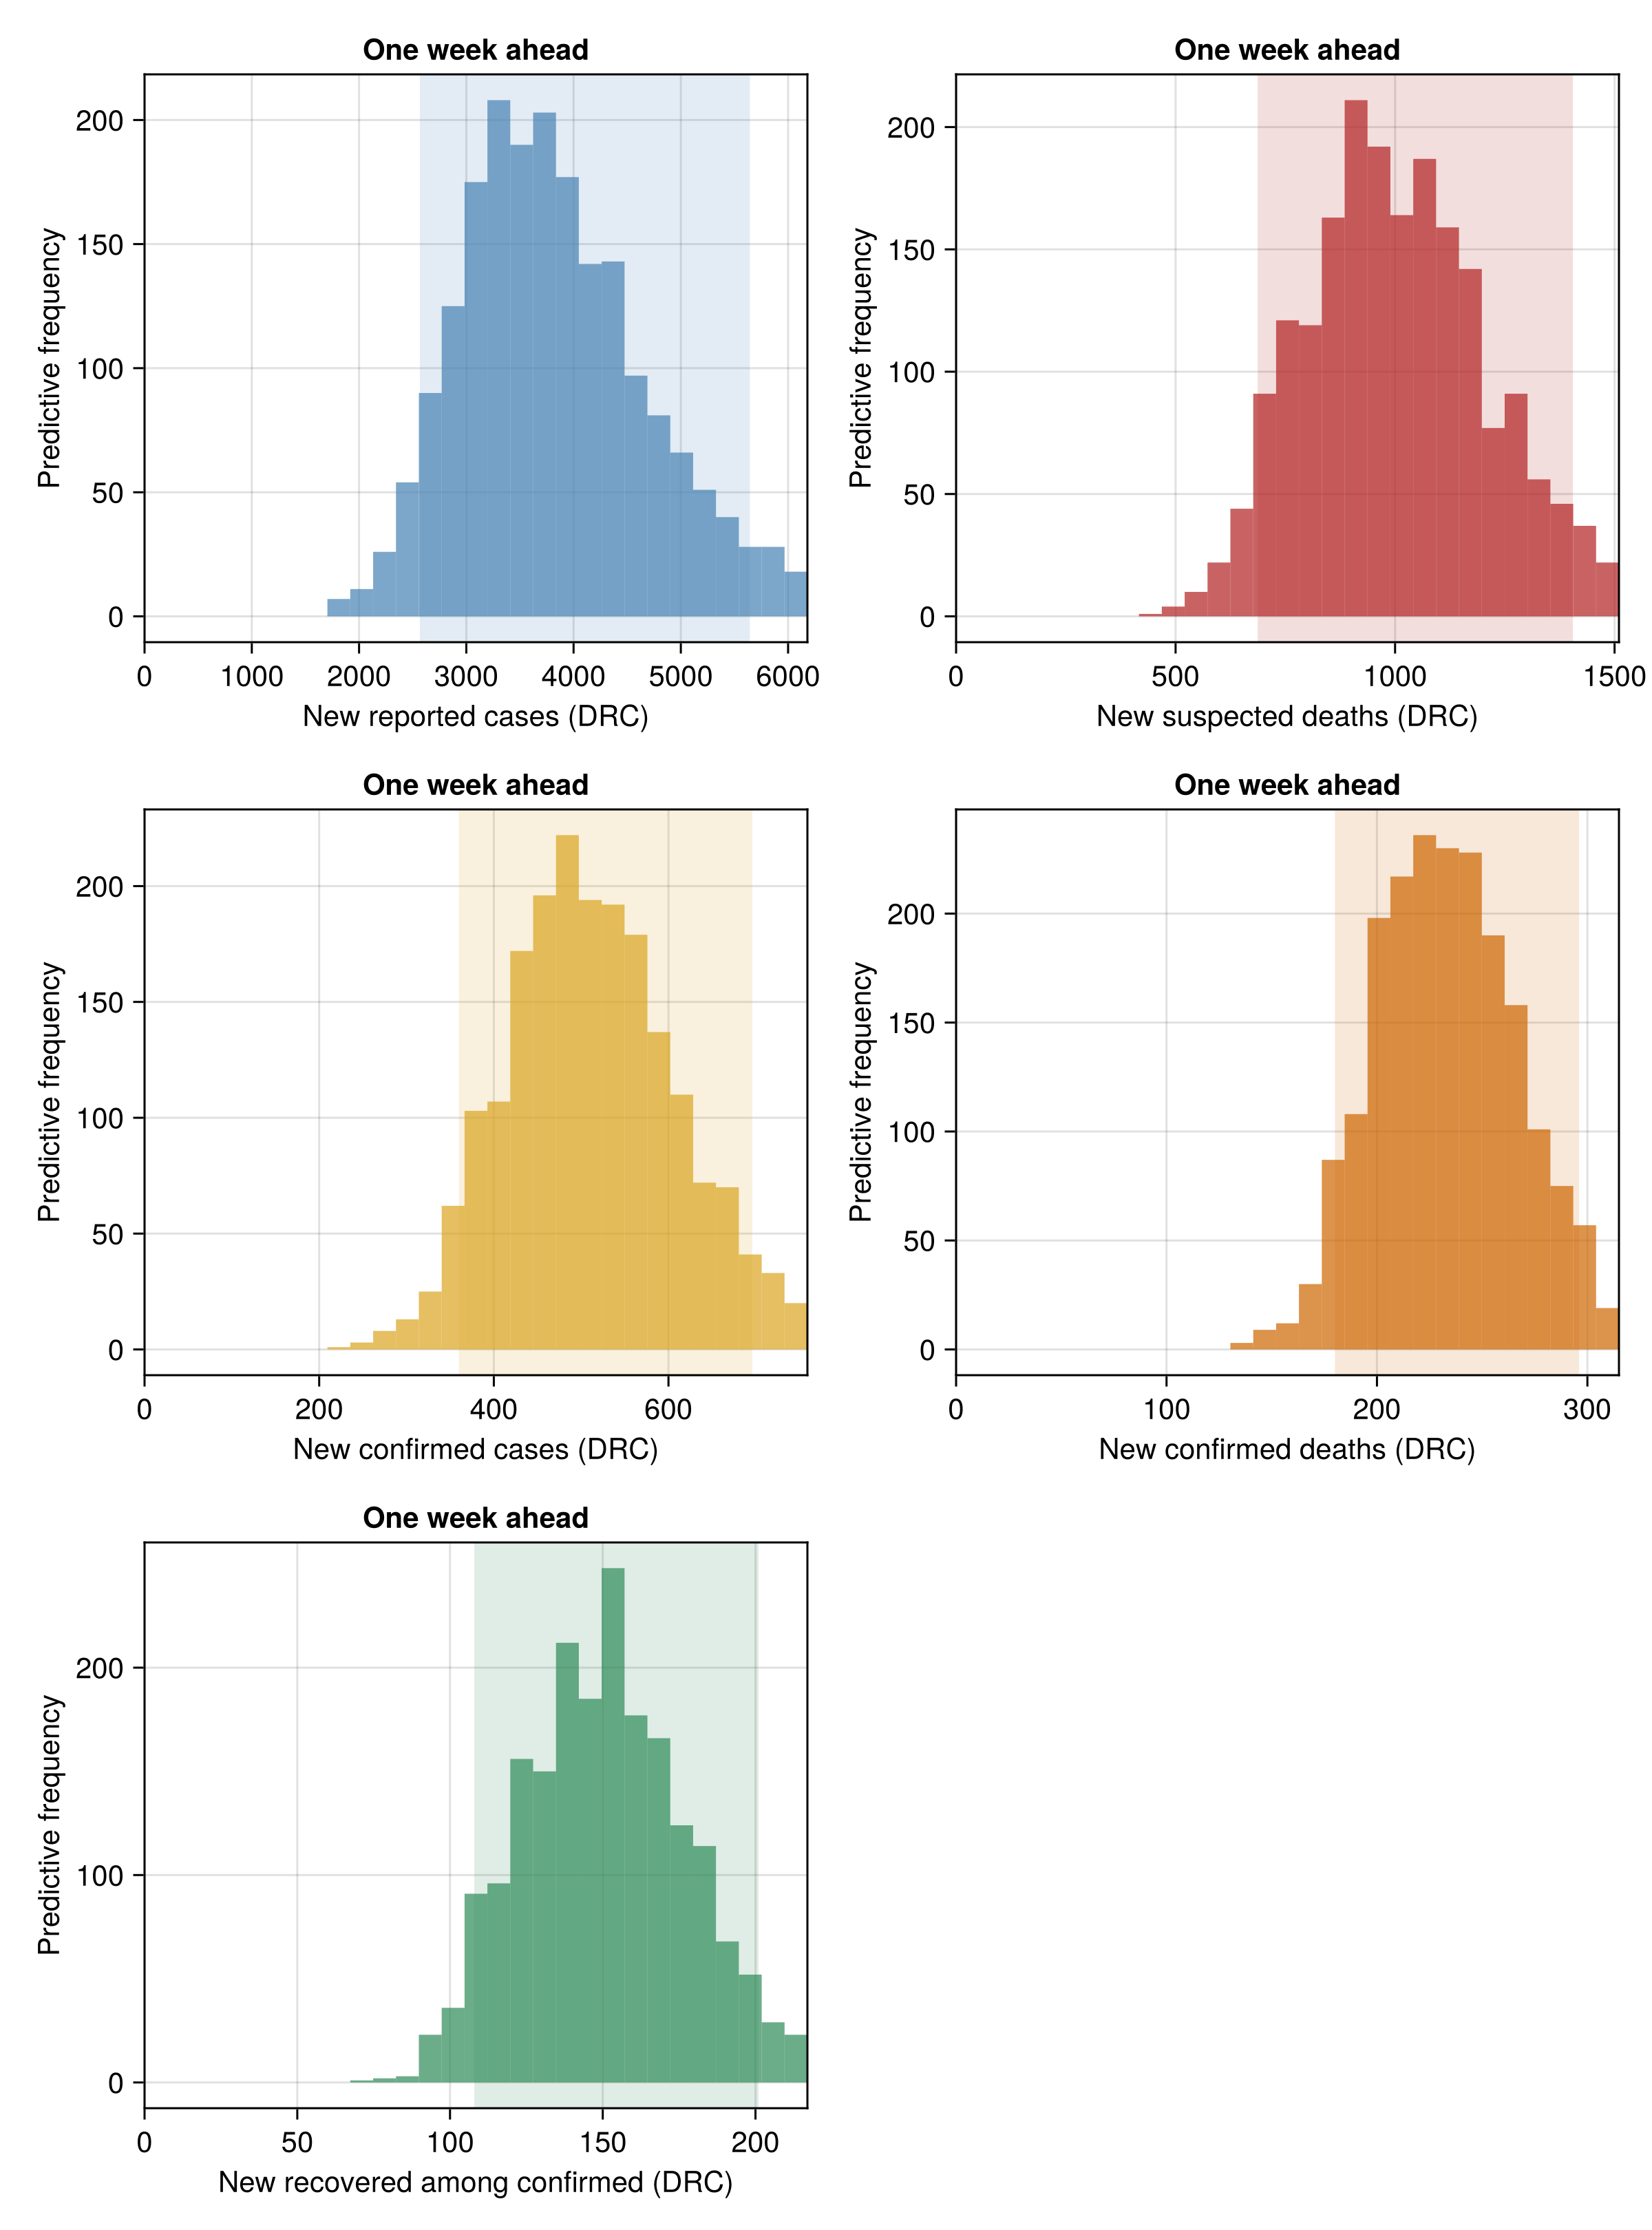 One week ahead
200
150
100
50
0
Predictive frequency
0 1000 2000 3000 4000 5000 6000
New reported cases (DRC)
One week ahead
200
150
100
50
0
Predictive frequency
0 500 1000 1500
New suspected deaths (DRC)
One week ahead
200
150
100
50
0
Predictive frequency
0 200 400 600
New confirmed cases (DRC)
One week ahead
200
150
100
50
0
Predictive frequency
0 100 200 300
New confirmed deaths (DRC)
One week ahead
200
100
0
Predictive frequency
0 50 100 150 200
New recovered among confirmed (DRC)